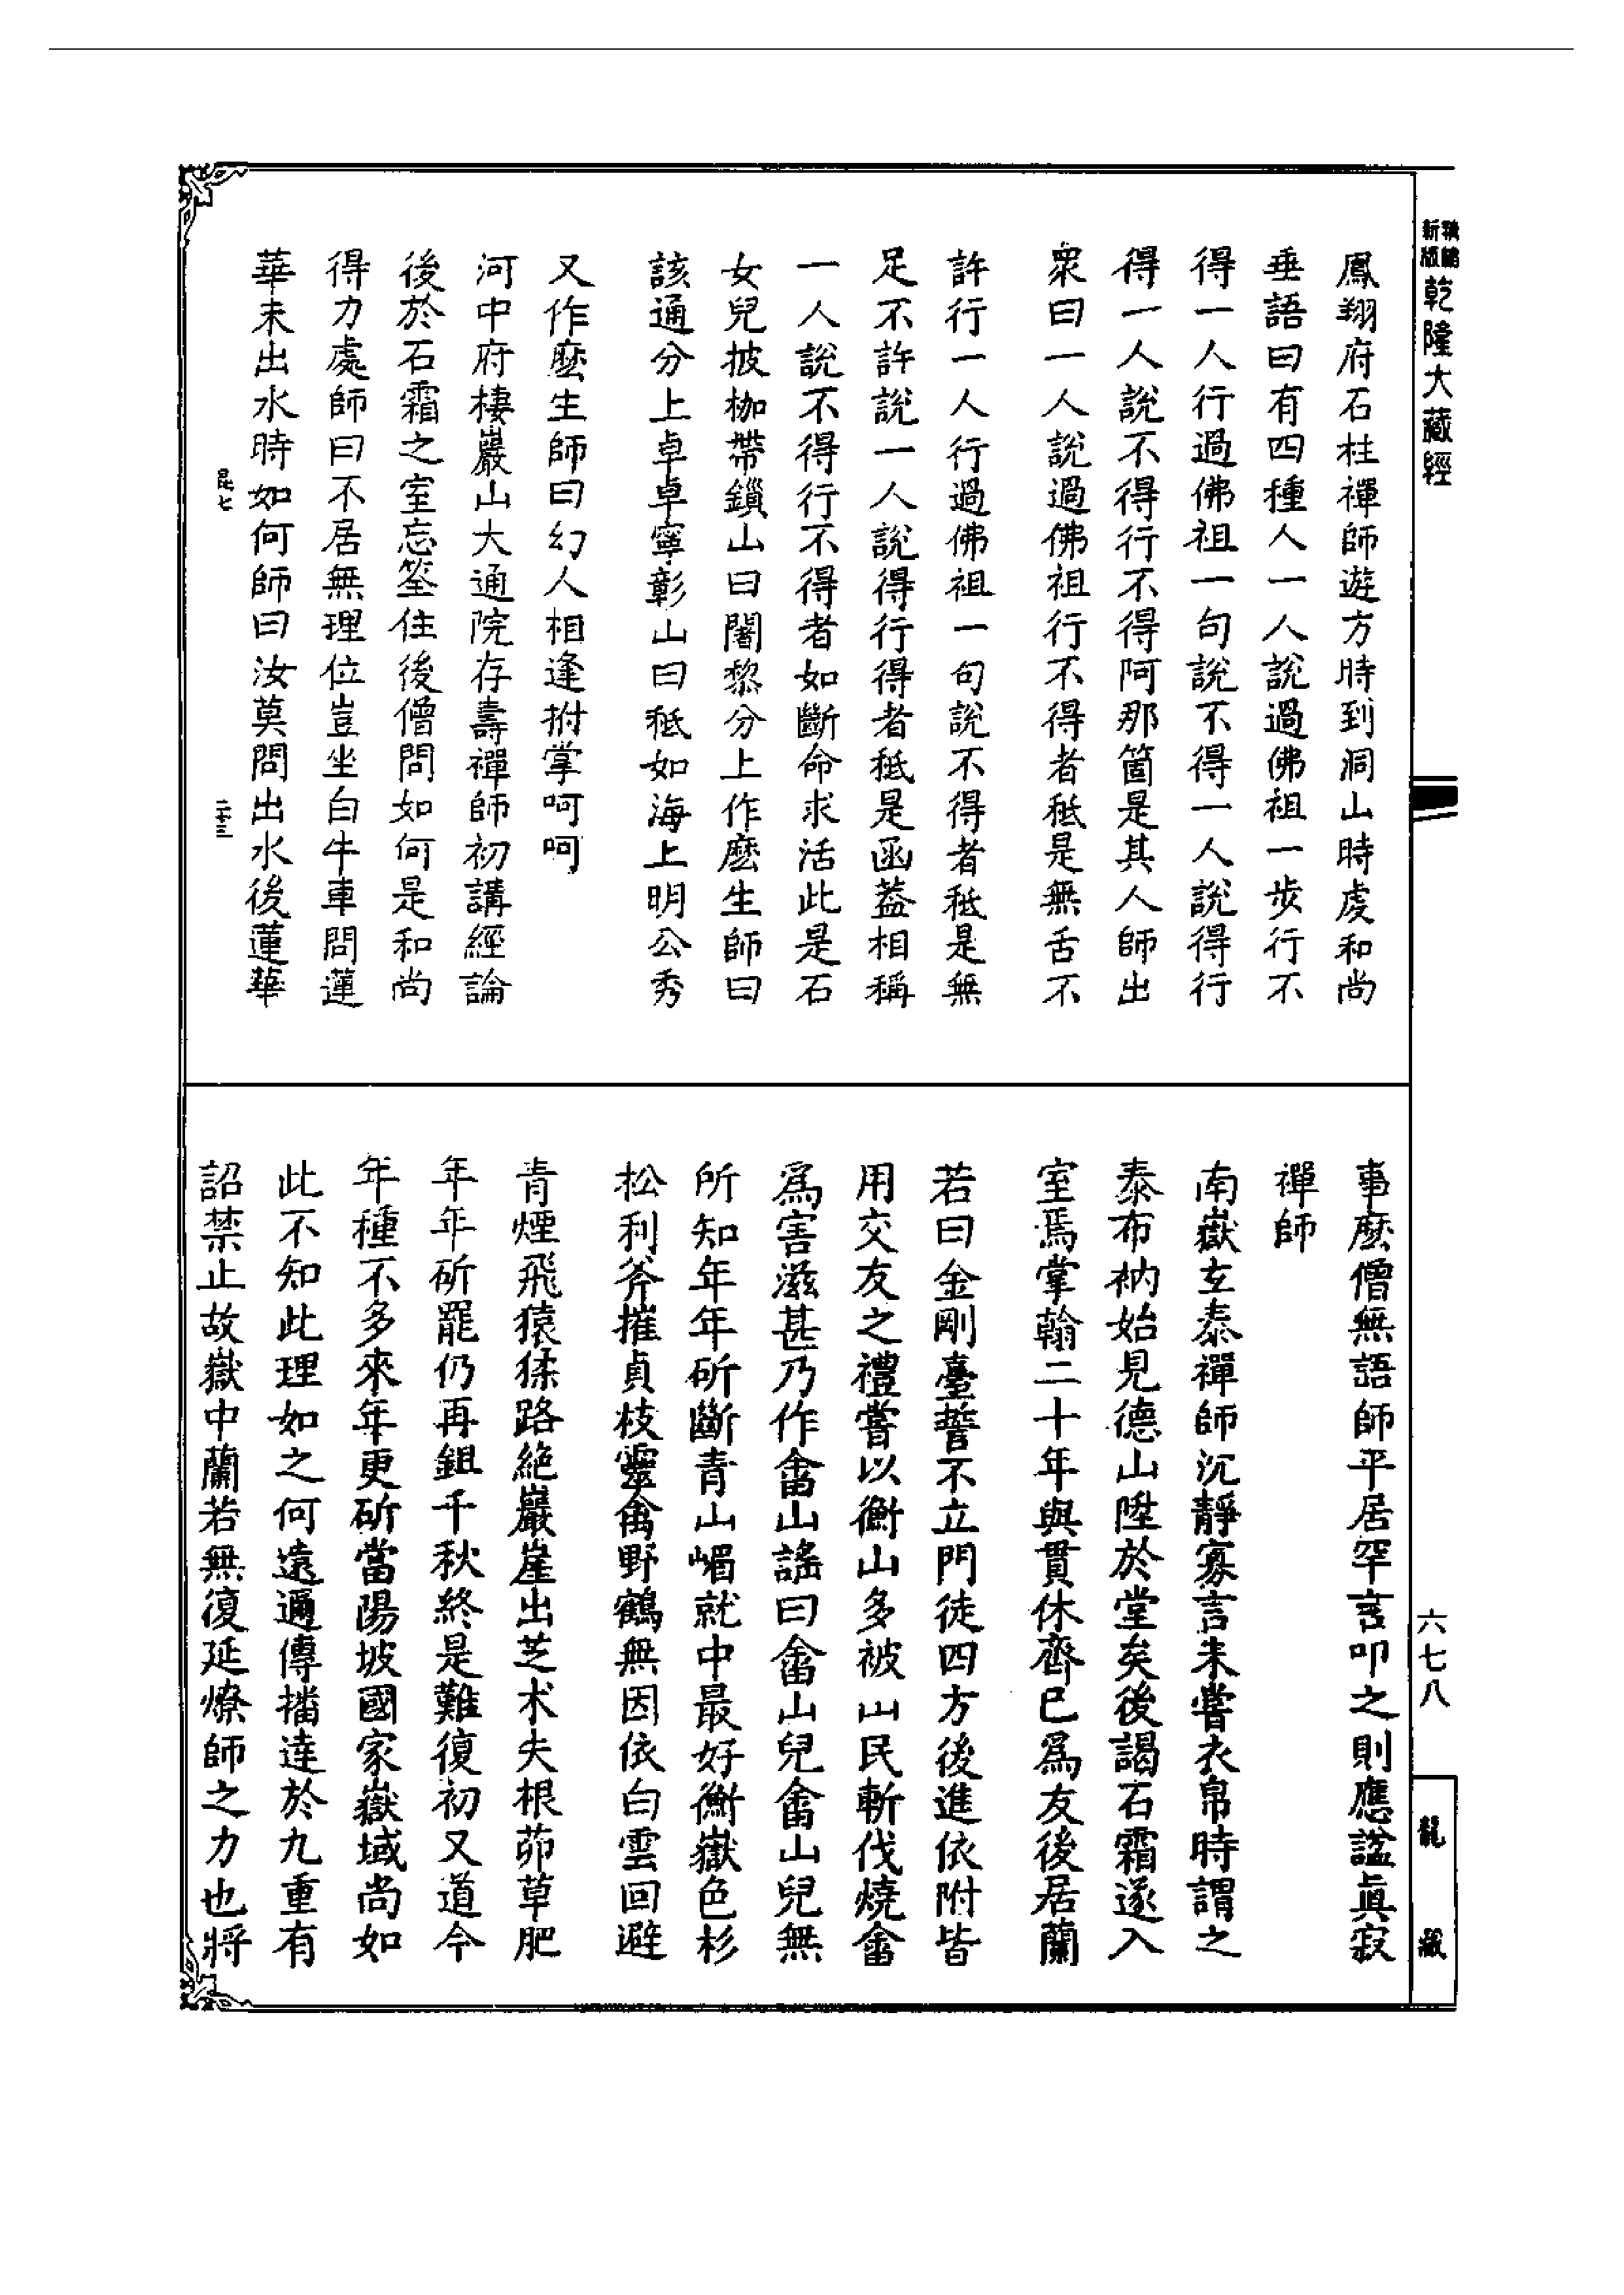 新版
乾隆大藏經
鳳翔府石柱禪師遊方時到洞山時虔和尚
垂語曰有四種人一人說過佛祖一步行不
得一人行過佛祖一句說不得一人說得行
得一人說不得行不得阿那箇是其人師出
衆曰一人說過佛祖行不得者秪是無舌不
許行一人行過佛祖一句說不得者秪是無
足不許說一人說得行得者秪是函葢相稱
一人說不得行不得者如斷命求活此是石
女兒披枷帶鎖山曰闍黎分上作麽生師曰
該通分上卓卓寧彰山曰秪如海上明公秀
又作麽生師曰幻人相逢拊掌呵呵
河中府棲巖山大通院存壽禪師初講經論
後於石霜之室忘筌住後僧問如何是和尚
得力處師曰不居無理位豈坐白牛車問蓮
華未出水時如何師曰汝莫問出水後蓮華
昆七
二十三
事麽僧無語師平居罕言叩之則應諡眞寂
禪師
南嶽玄泰禪師沉靜寡言未嘗衣帛時謂之
泰布衲始見德山陞於堂矣後謁石霜遂入
室焉掌翰二十年與貫休齊已爲友後居蘭
若曰金剛臺誓不立門徒四方後進依附皆
用交友之禮嘗以衡山多被山民斬伐燒畬
爲害滋甚乃作畬山謠曰畬山兒畬山兒無
所知年年斫斷青山嵋就中最好衡嶽色杉
松利斧摧貞枝靈禽野鶴無因依白雲回避
青煙飛猿猱路絶巖崖出芝术失根茆草肥
年年斫罷仍再鉏千秋終是難復初又道今
年種不多來年更斫當陽坡國家嶽域尚如
此不知此理如之何遠邇傳播達於九重有
詔禁止故嶽中蘭若無復延燎師之力也將
六七八
龍藏